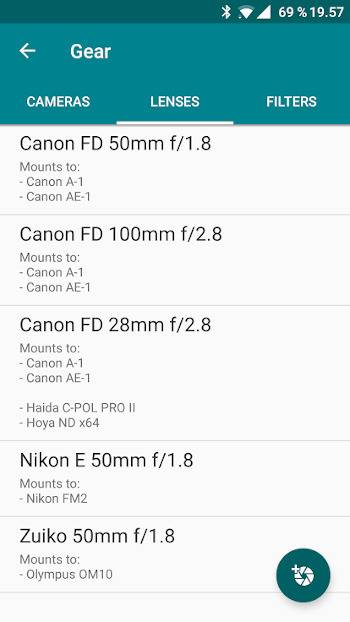 69 % 19.57
Gear
CAMERAS LENSES FILTERS
Canon FD 50mm f/1.8
Mounts to:
- Canon A-1
- Canon AE-1
Canon FD 100mm f/2.8
Mounts to:
- Canon A-1
- Canon AE-1
Canon FD 28mm f/2.8
Mounts to:
- Canon A-1
- Canon AE-1
- Haida C-POL PRO II
- Hoya ND x64
Nikon E 50mm f/1.8
Mounts to:
- Nikon FM2
Zuiko 50mm f/1.8
Mounts to:
- Olympus OM10